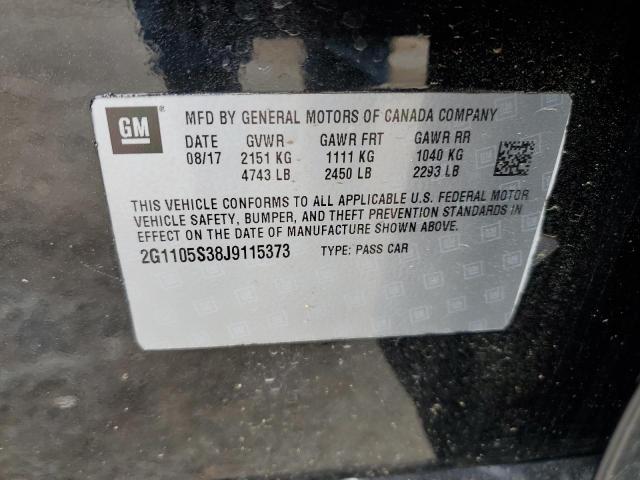 GM ® MFD BY GENERAL MOTORS OF CANADA COMPANY
DATE GVWR GAWR FRT GAWR RR
08/17 2151 KG 1111 KG 1040 KG
4743 LB 2450 LB 2293 LB
THIS VEHICLE CONFORMS TO ALL APPLICABLE U.S. FEDERAL MOTOR
VEHICLE SAFETY, BUMPER, AND THEFT PREVENTION STANDARDS IN
EFFECT ON THE DATE OF MANUFACTURE SHOWN ABOVE.
2G1105S38J9115373 TYPE: PASS CAR